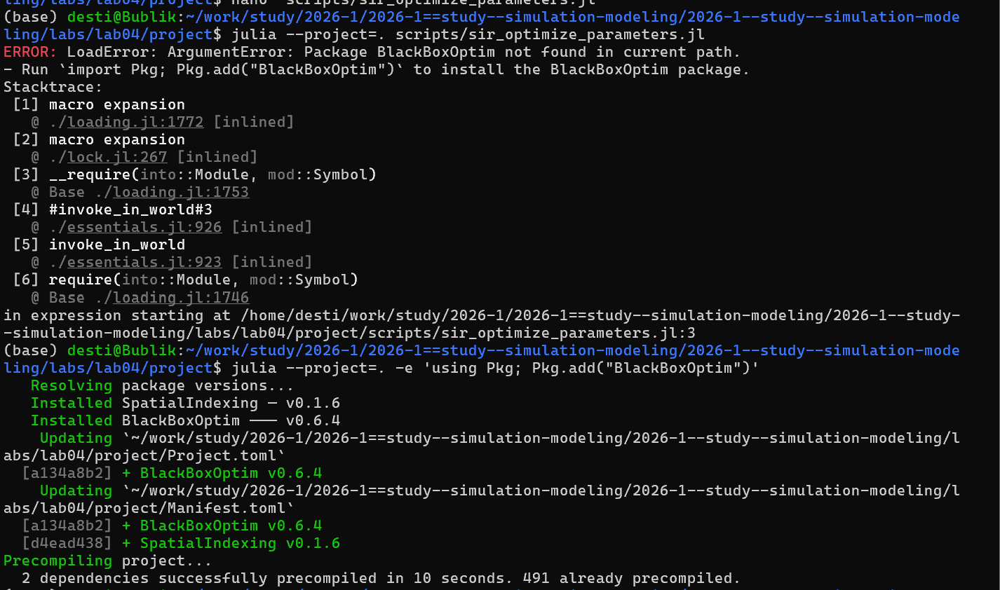 ling/labs/lab04/project$ nano  scripts/sir_optimize_parameters.jl
(base) desti@Bublik:~/work/study/2026-1/2026-1==study--simulation-modeling/2026-1--study--simulation-mode
ling/labs/lab04/project$ julia --project=. scripts/sir_optimize_parameters.jl
ERROR: LoadError: ArgumentError: Package BlackBoxOptim not found in current path.
- Run `import Pkg; Pkg.add("BlackBoxOptim")` to install the BlackBoxOptim package.
Stacktrace:
 [1] macro expansion
   @ ./loading.jl:1772 [inlined]
 [2] macro expansion
   @ ./lock.jl:267 [inlined]
 [3] __require(into::Module, mod::Symbol)
   @ Base ./loading.jl:1753
 [4] #invoke_in_world#3
   @ ./essentials.jl:926 [inlined]
 [5] invoke_in_world
   @ ./essentials.jl:923 [inlined]
 [6] require(into::Module, mod::Symbol)
   @ Base ./loading.jl:1746
in expression starting at /home/desti/work/study/2026-1/2026-1==study--simulation-modeling/2026-1--study-
-simulation-modeling/labs/lab04/project/scripts/sir_optimize_parameters.jl:3
(base) desti@Bublik:~/work/study/2026-1/2026-1==study--simulation-modeling/2026-1--study--simulation-mode
ling/labs/lab04/project$ julia --project=. -e 'using Pkg; Pkg.add("BlackBoxOptim")'
   Resolving package versions...
   Installed SpatialIndexing ─ v0.1.6
   Installed BlackBoxOptim ─── v0.6.4
    Updating `~/work/study/2026-1/2026-1==study--simulation-modeling/2026-1--study--simulation-modeling/l
abs/lab04/project/Project.toml`
  [a134a8b2] + BlackBoxOptim v0.6.4
    Updating `~/work/study/2026-1/2026-1==study--simulation-modeling/2026-1--study--simulation-modeling/l
abs/lab04/project/Manifest.toml`
  [a134a8b2] + BlackBoxOptim v0.6.4
  [d4ead438] + SpatialIndexing v0.1.6
Precompiling project...
  2 dependencies successfully precompiled in 10 seconds. 491 already precompiled.